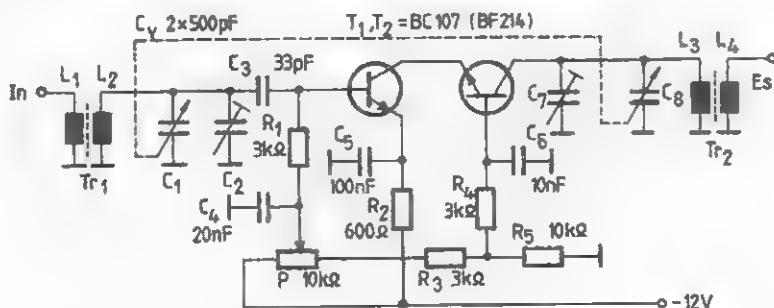 Cv 2×500pF
T1,T2 = BC107 (BF214)
L1
L2
C3
33pF
L3
L4
In
Es
C7
C8
R1
3kΩ
C5
100nF
C6
10nF
Tr1
C1
C2
Tr2
C4
20nF
R2
600Ω
R4
3kΩ
R5
10kΩ
P
10kΩ
R3
3kΩ
-12V